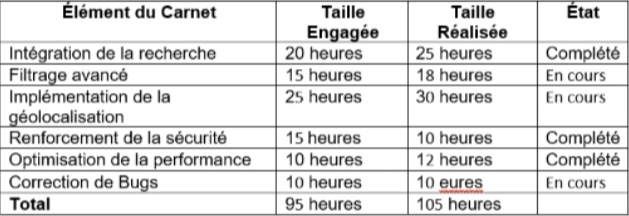 Élément du Carnet Taille Taille État
Engagée Réalisée
Intégration de la recherche 20 heures 25 heures Complété
Filtrage avancé 15 heures 18 heures En cours
Implémentation de la 25 heures 30 heures En cours
géolocalisation
Renforcement de la sécurité 15 heures 10 heures Complété
Optimisation de la performance 10 heures 12 heures Complété
Correction de Bugs 10 heures 10 eures En cours
Total 95 heures 105 heures